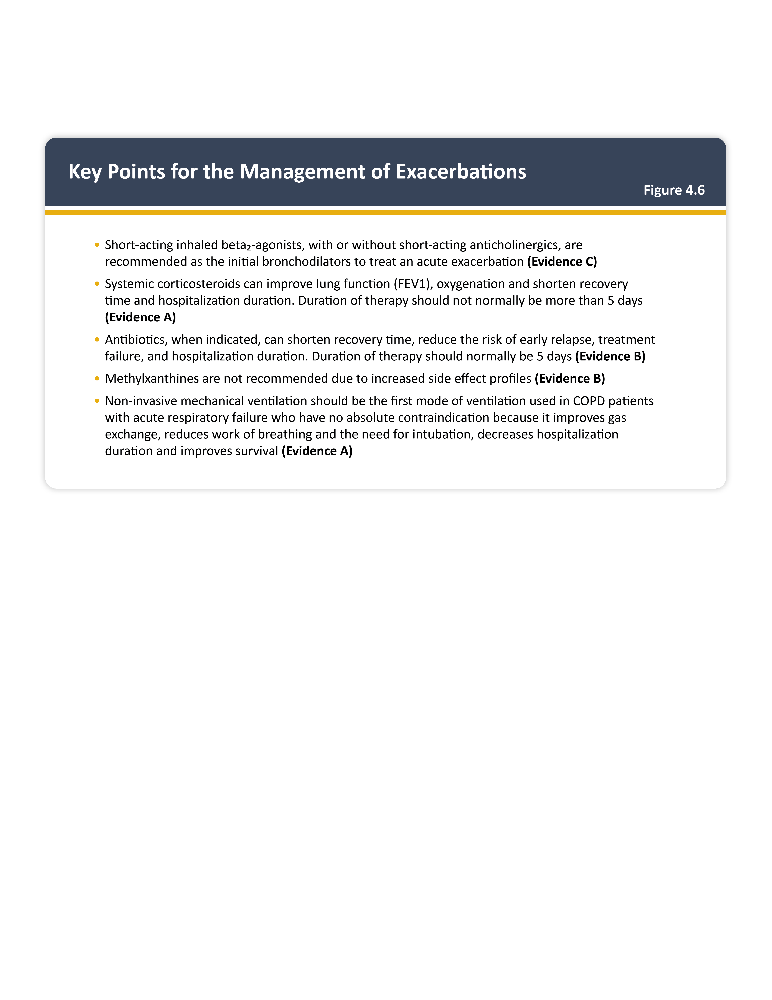 Key Points for the Management of Exacerbations
Figure 4.6
• Short-acting inhaled beta₂-agonists, with or without short-acting anticholinergics, are
recommended as the initial bronchodilators to treat an acute exacerbation (Evidence C)
• Systemic corticosteroids can improve lung function (FEV1), oxygenation and shorten recovery
time and hospitalization duration. Duration of therapy should not normally be more than 5 days
(Evidence A)
• Antibiotics, when indicated, can shorten recovery time, reduce the risk of early relapse, treatment
failure, and hospitalization duration. Duration of therapy should normally be 5 days (Evidence B)
• Methylxanthines are not recommended due to increased side effect profiles (Evidence B)
• Non-invasive mechanical ventilation should be the first mode of ventilation used in COPD patients
with acute respiratory failure who have no absolute contraindication because it improves gas
exchange, reduces work of breathing and the need for intubation, decreases hospitalization
duration and improves survival (Evidence A)